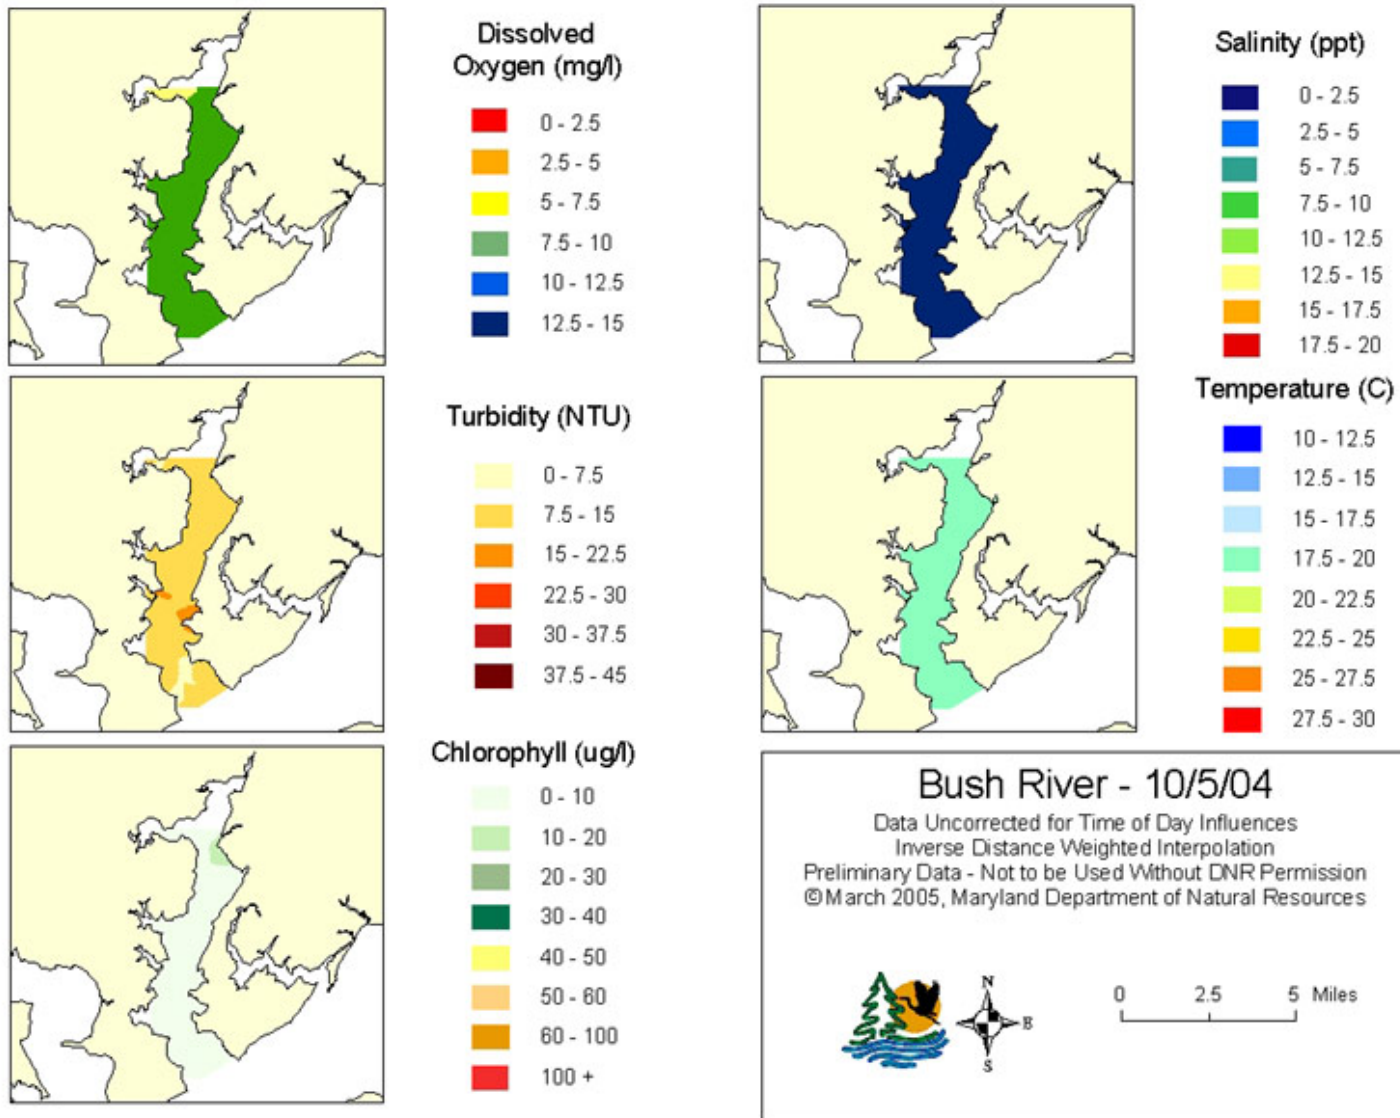 Dissolved
Oxygen (mg/l)
0 - 2.5
2.5 - 5
5 - 7.5
7.5 - 10
10 - 12.5
12.5 - 15
Salinity (ppt)
0 - 2.5
2.5 - 5
5 - 7.5
7.5 - 10
10 - 12.5
12.5 - 15
15 - 17.5
17.5 - 20
Turbidity (NTU)
0 - 7.5
7.5 - 15
15 - 22.5
22.5 - 30
30 - 37.5
37.5 - 45
Temperature (C)
10 - 12.5
12.5 - 15
15 - 17.5
17.5 - 20
20 - 22.5
22.5 - 25
25 - 27.5
27.5 - 30
Chlorophyll (ug/l)
0 - 10
10 - 20
20 - 30
30 - 40
40 - 50
50 - 60
60 - 100
100 +
Bush River - 10/5/04
Data Uncorrected for Time of Day Influences
Inverse Distance Weighted Interpolation
Preliminary Data - Not to be Used Without DNR Permission
© March 2005, Maryland Department of Natural Resources
N
E
S
0 2.5 5 Miles